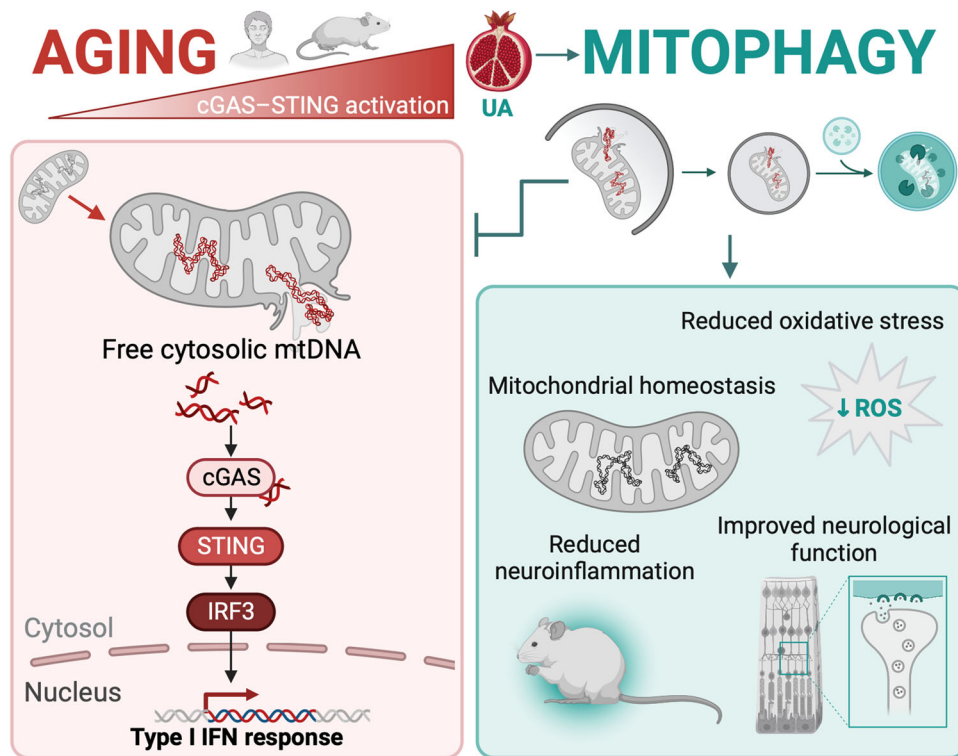 AGING
cGAS–STING activation
UA
MITOPHAGY
Free cytosolic mtDNA
cGAS
STING
IRF3
Cytosol
Nucleus
Type I IFN response
Reduced oxidative stress
↓ ROS
Mitochondrial homeostasis
Reduced
neuroinflammation
Improved neurological
function